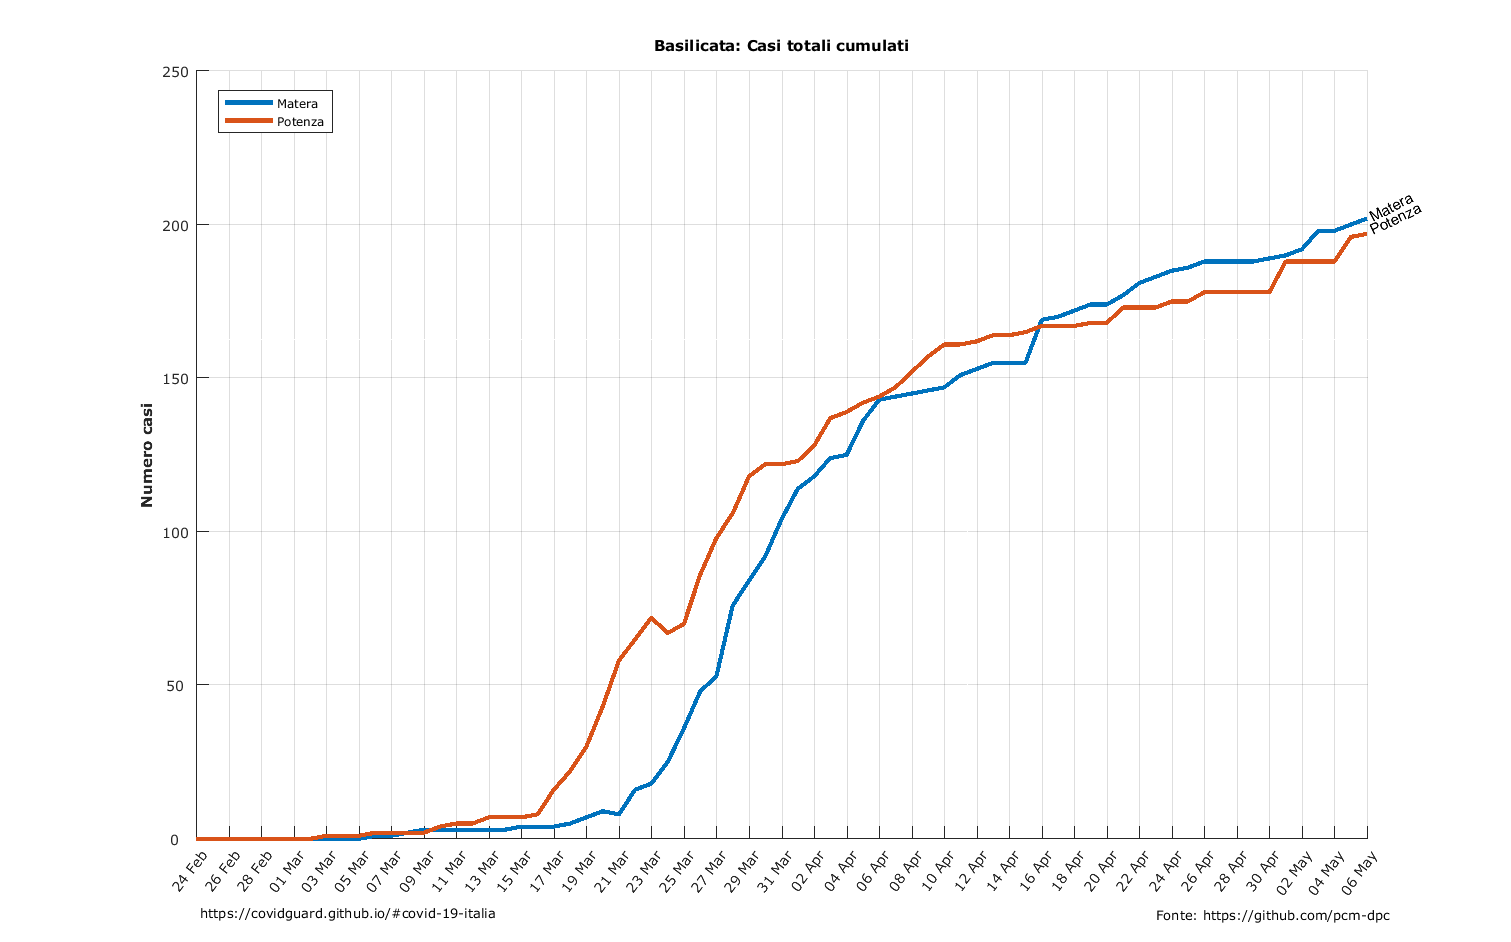 Basilicata: Casi totali cumulati
250
200
150
100
50
0
Numero casi
Matera
Potenza
Matera
Potenza
24 Feb
26 Feb
28 Feb
01 Mar
03 Mar
05 Mar
07 Mar
09 Mar
11 Mar
13 Mar
15 Mar
17 Mar
19 Mar
21 Mar
23 Mar
25 Mar
27 Mar
29 Mar
31 Mar
02 Apr
04 Apr
06 Apr
08 Apr
10 Apr
12 Apr
14 Apr
16 Apr
18 Apr
20 Apr
22 Apr
24 Apr
26 Apr
28 Apr
30 Apr
02 May
04 May
06 May
https://covidguard.github.io/#covid-19-italia
Fonte: https://github.com/pcm-dpc